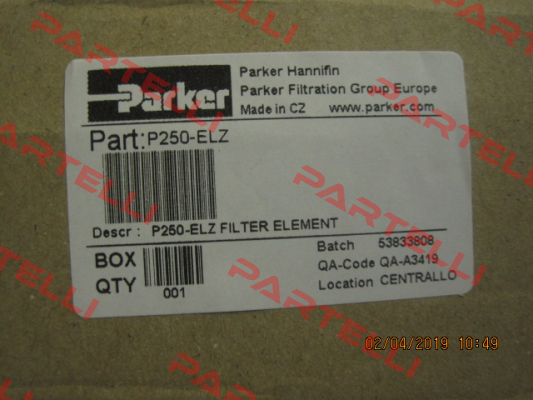 Parker
Parker Hannifin
Parker Filtration Group Europe
Made in CZ www.parker.com
Part:P250-ELZ
Descr : P250-ELZ FILTER ELEMENT
BOX
QTY
001
Batch 53833808
QA-Code QA-A3419
Location CENTRALLO
02/04/2019 10:49
PARTELLI
PARTELLI
PARTELLI
PARTELLI
PARTELLI
PARTELLI